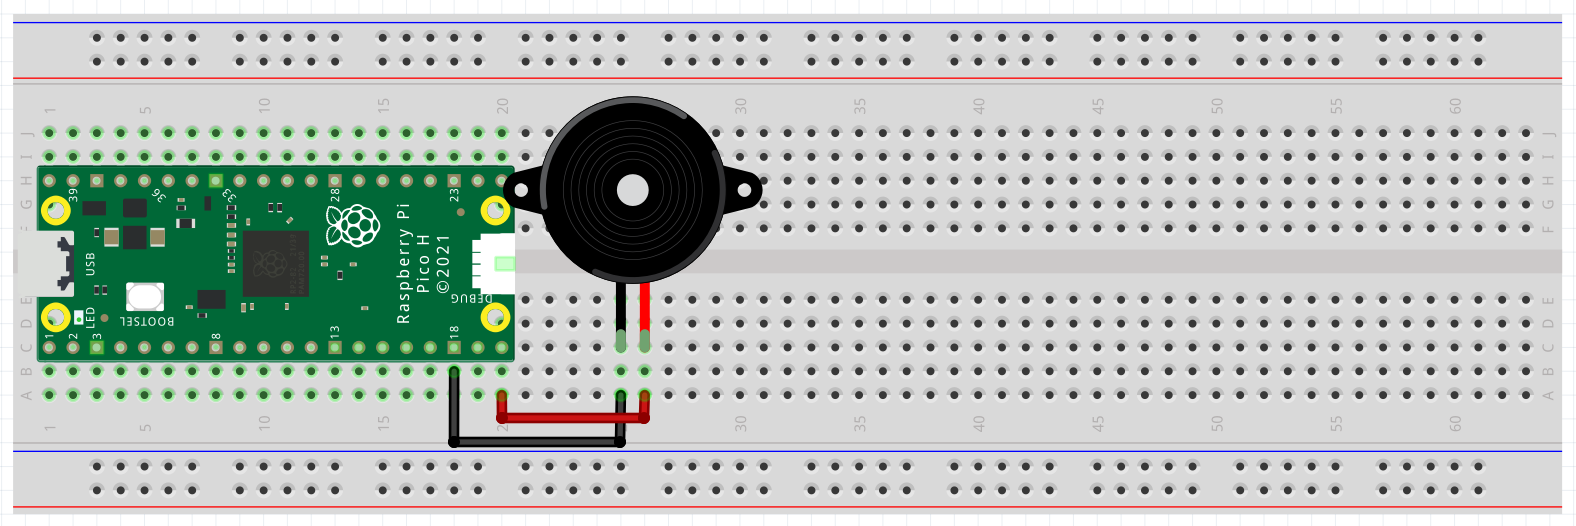 1 5 10 15 20 30 35 40 45 50 55 60
J J
I I
H H
G G
F F
39 36 33 28 23
Raspberry Pi
Pico H
©2021
USB
DEBUG
BOOTSEL
LED
1 2 3 8 13 18
E E
D D
C C
B B
A A
1 5 10 15 2 30 35 40 45 50 55 60